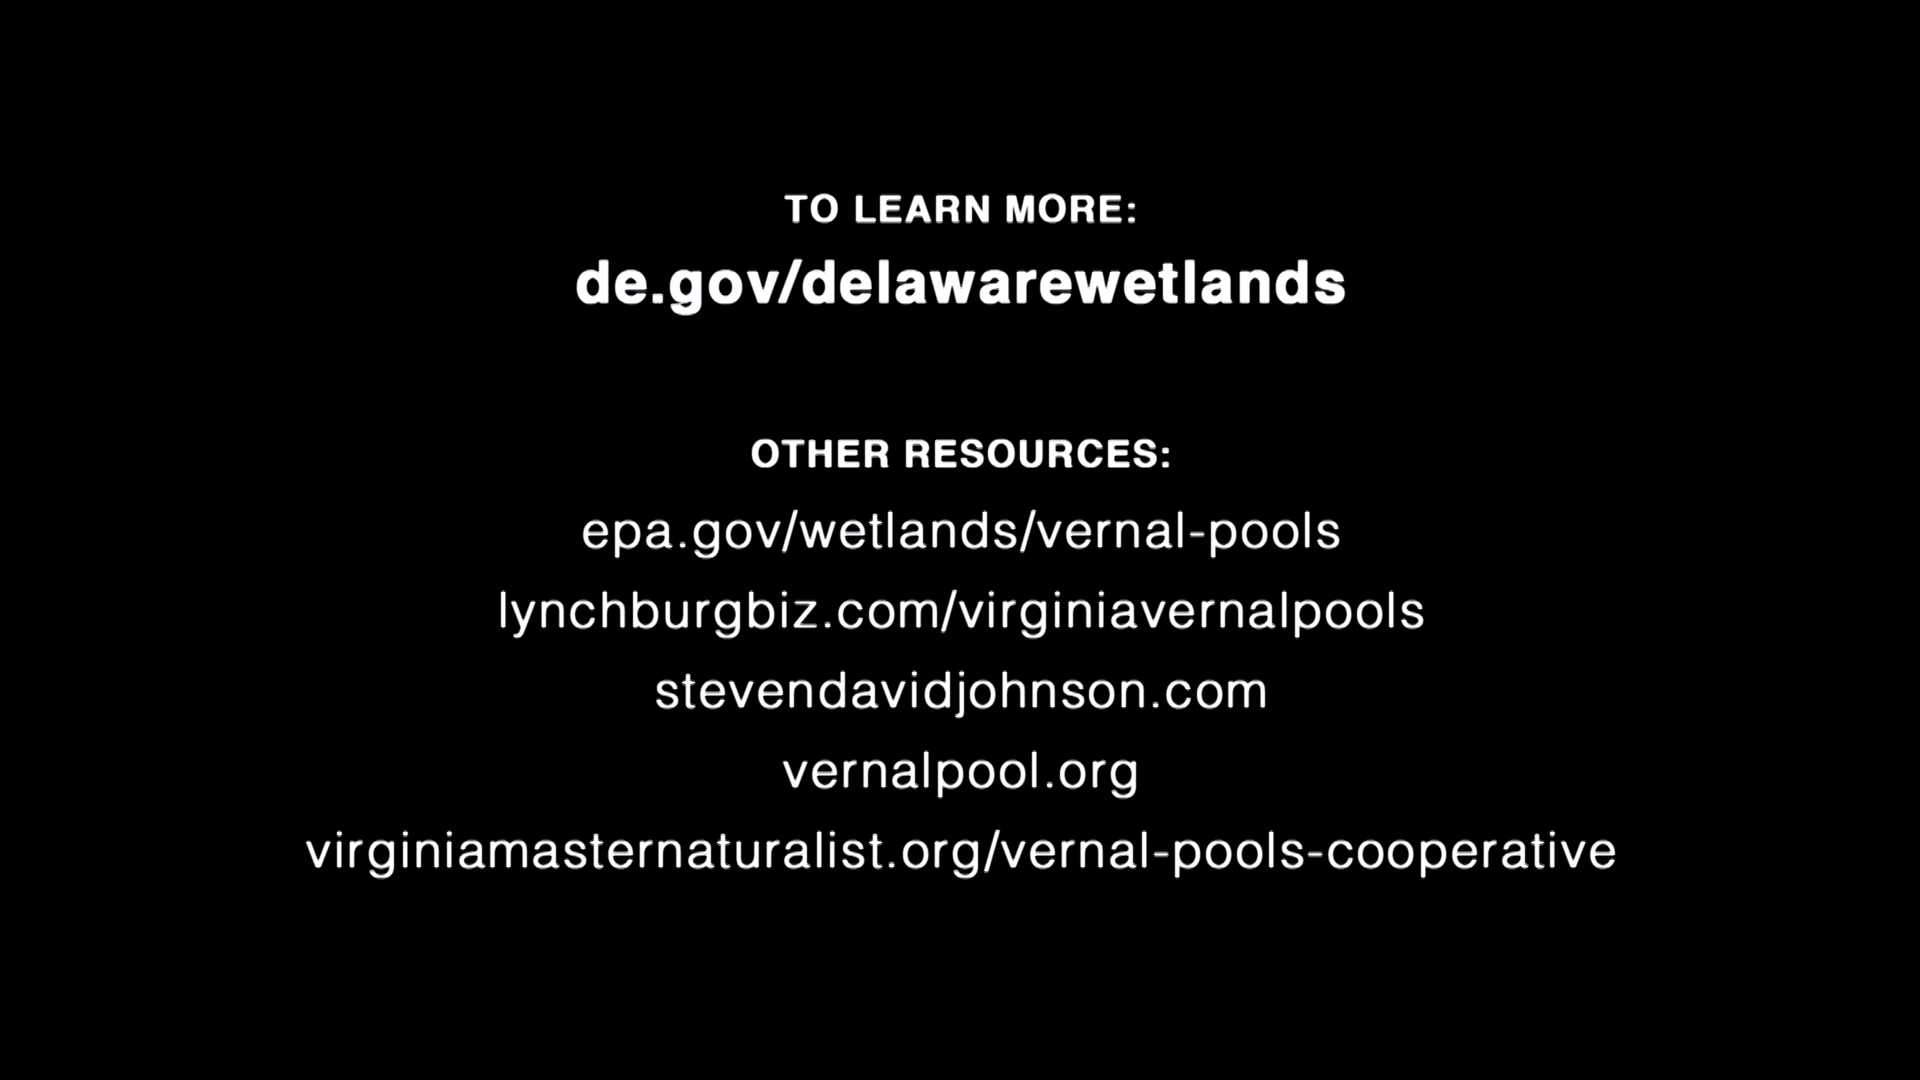 TO LEARN MORE:
de.gov/delawarewetlands
OTHER RESOURCES:
epa.gov/wetlands/vernal-pools
lynchburgbiz.com/virginiavernalpools
stevendavidjohnson.com
vernalpool.org
virginiamasternaturalist.org/vernal-pools-cooperative